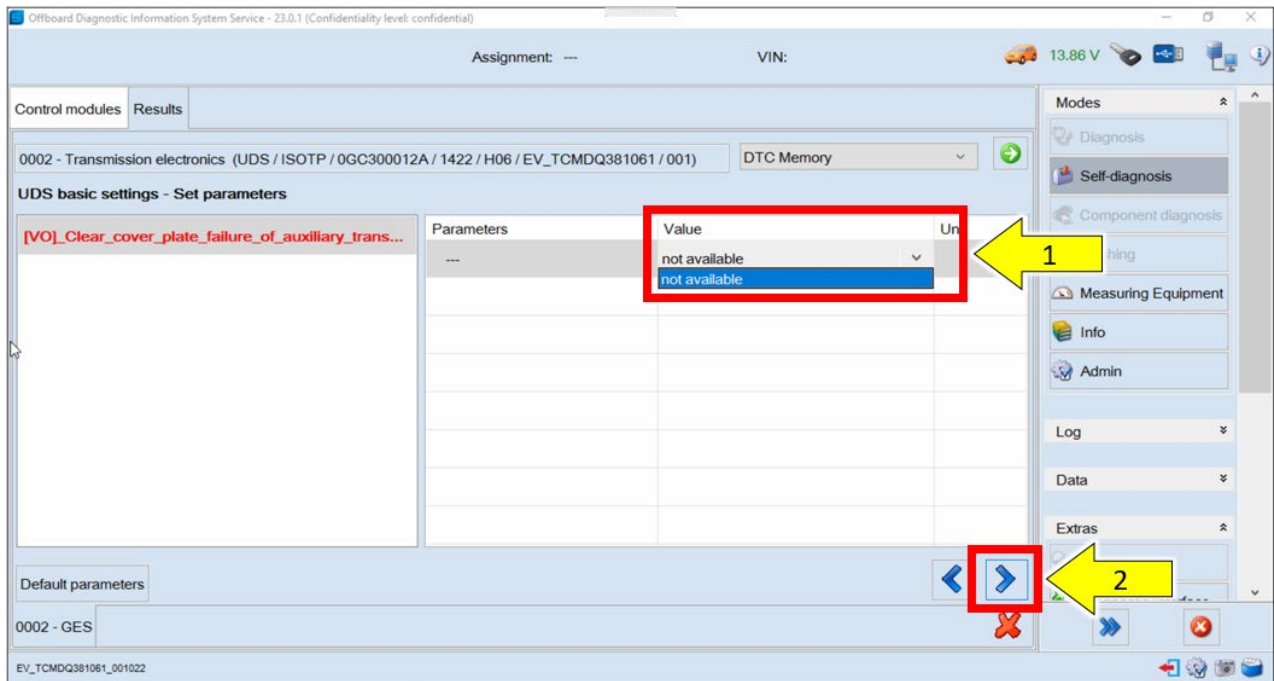 Offboard Diagnostic Information System Service - 23.0.1 (Confidentiality level: confidential)
Assignment: ---
VIN:
13.86 V
Control modules
Results
0002 - Transmission electronics (UDS / ISOTP / 0GC300012A / 1422 / H06 / EV_TCMDQ381061 / 001)
DTC Memory
UDS basic settings - Set parameters
[VO]_Clear_cover_plate_failure_of_auxiliary_trans...
Parameters
Value
Un
---
not available
not available
1
Default parameters
2
0002 - GES
EV_TCMDQ381061_001022
Modes
Diagnosis
Self-diagnosis
Component diagnosis
hing
Measuring Equipment
Info
Admin
Log
Data
Extras